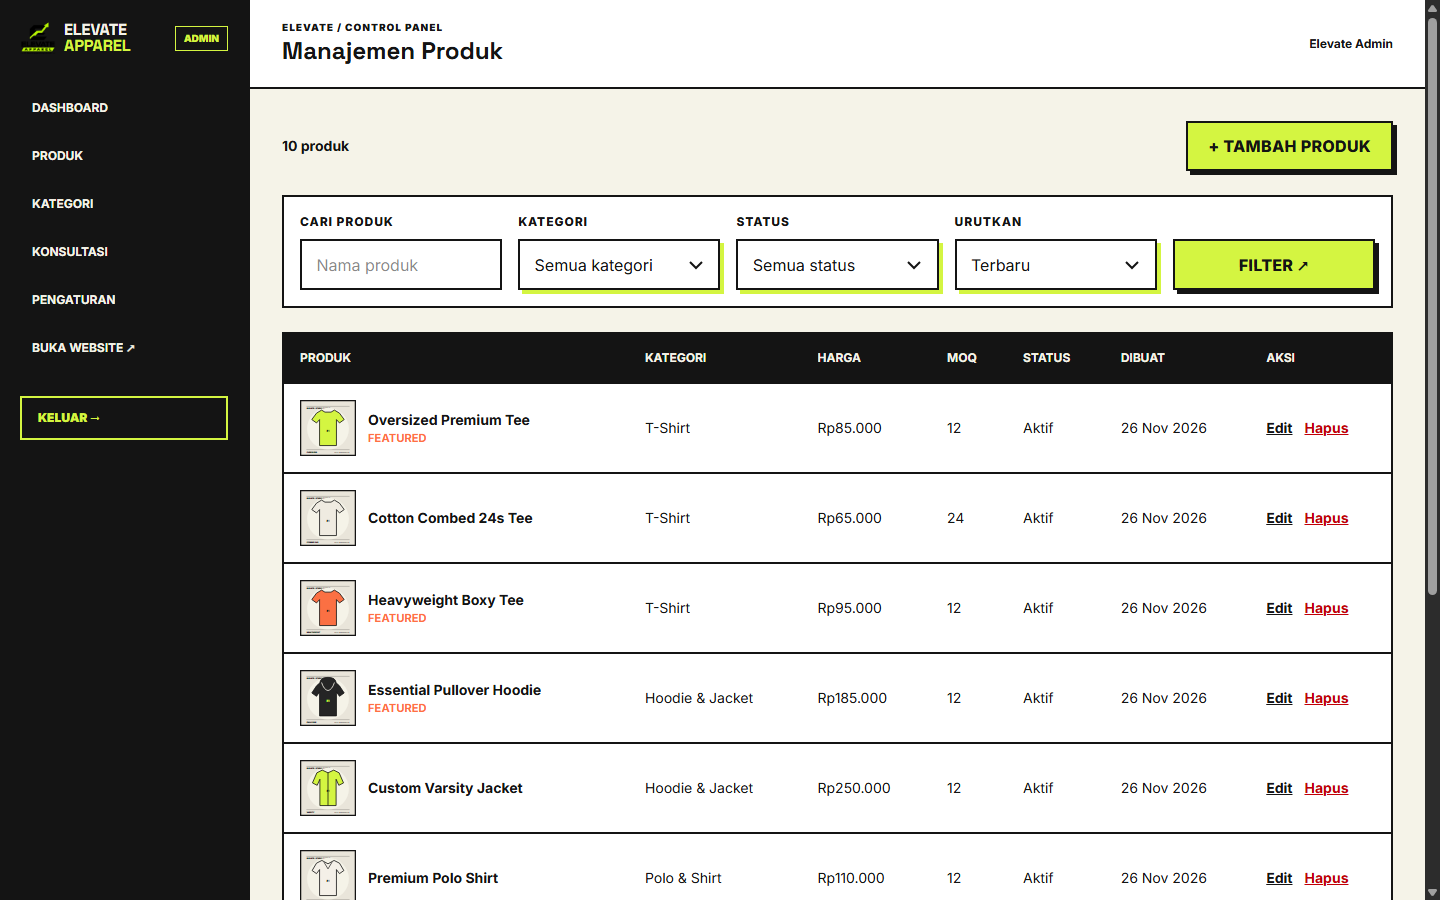 ELEVATE
APPAREL
ADMIN
DASHBOARD
PRODUK
KATEGORI
KONSULTASI
PENGATURAN
BUKA WEBSITE ↗
KELUAR →
ELEVATE / CONTROL PANEL
Manajemen Produk
Elevate Admin
10 produk
+ TAMBAH PRODUK
CARI PRODUK KATEGORI STATUS URUTKAN
Nama produk Semua kategori Semua status Terbaru FILTER ↗
PRODUK KATEGORI HARGA MOQ STATUS DIBUAT AKSI
Oversized Premium Tee
FEATURED
T-Shirt Rp85.000 12 Aktif 26 Nov 2026 Edit Hapus
Cotton Combed 24s Tee T-Shirt Rp65.000 24 Aktif 26 Nov 2026 Edit Hapus
Heavyweight Boxy Tee
FEATURED
T-Shirt Rp95.000 12 Aktif 26 Nov 2026 Edit Hapus
Essential Pullover Hoodie
FEATURED
Hoodie & Jacket Rp185.000 12 Aktif 26 Nov 2026 Edit Hapus
Custom Varsity Jacket Hoodie & Jacket Rp250.000 12 Aktif 26 Nov 2026 Edit Hapus
Premium Polo Shirt Polo & Shirt Rp110.000 12 Aktif 26 Nov 2026 Edit Hapus